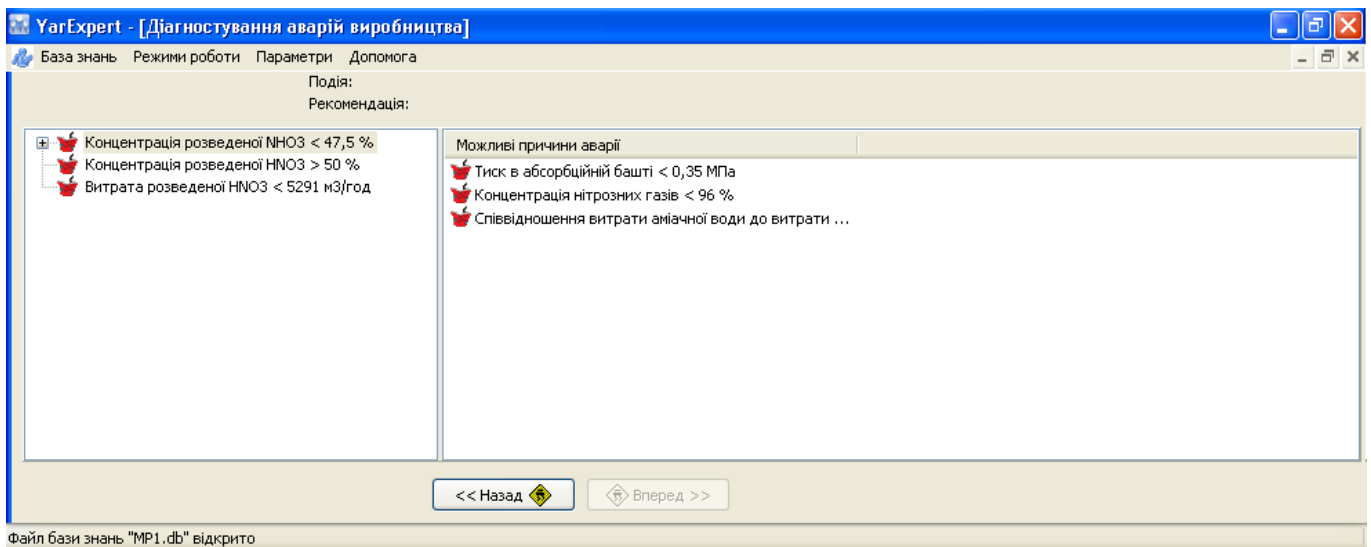 YarExpert - [Діагностування аварій виробництва]
База знань Режими роботи Параметри Допомога
Подія:
Рекомендація:
Концентрація розведеної NHO3 < 47,5 %
Концентрація розведеної HNO3 > 50 %
Витрата розведеної HNO3 < 5291 м3/год
Можливі причини аварії
Тиск в абсорбційній башті < 0,35 МПа
Концентрація нітрозних газів < 96 %
Співвідношення витрати аміачної води до витрати ...
<< Назад
Вперед >>
Файл бази знань "MP1.db" відкрито